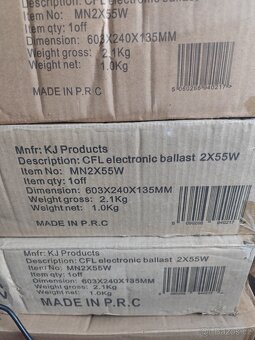 Description: CFL electronic ballast 2X55W
Item No: MN2X55W
Item qty: 1off
Dimension: 603X240X135MM
Weight gross: 2.1Kg
Weight net: 1.0Kg
MADE IN P.R.C
5 060266 940217 >
Mnfr: KJ Products
Description: CFL electronic ballast 2X55W
Item No: MN2X55W
Item qty: 1off
Dimension: 603X240X135MM
Weight gross: 2.1Kg
Weight net: 1.0Kg
MADE IN P.R.C
Mnfr: KJ Products
Description: CFL electronic ballast 2X55W
Item No: MN2X55W
Item qty: 1off
Dimension: 603X240X135MM
Weight gross: 2.1Kg
Weight net: 1.0Kg
MADE IN P.R.C